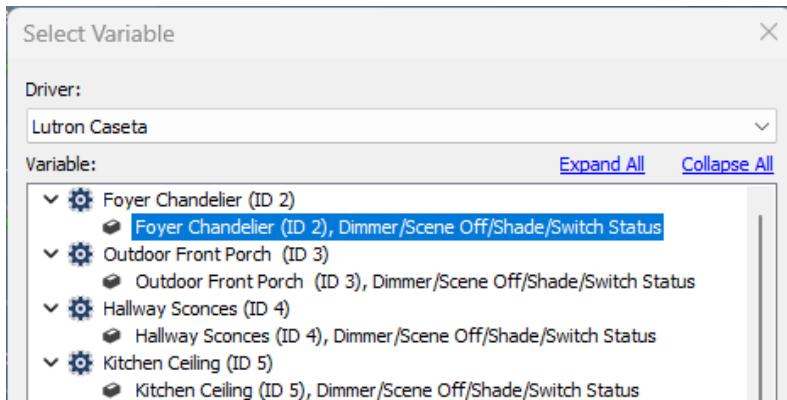 Select Variable
Driver:
Lutron Caseta
Variable: Expand All Collapse All
Foyer Chandelier (ID 2)
Foyer Chandelier (ID 2), Dimmer/Scene Off/Shade/Switch Status
Outdoor Front Porch (ID 3)
Outdoor Front Porch (ID 3), Dimmer/Scene Off/Shade/Switch Status
Hallway Sconces (ID 4)
Hallway Sconces (ID 4), Dimmer/Scene Off/Shade/Switch Status
Kitchen Ceiling (ID 5)
Kitchen Ceiling (ID 5), Dimmer/Scene Off/Shade/Switch Status